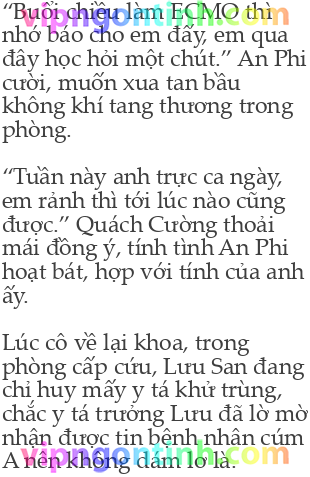 “Buổi chiều làm ECMO thì
nhớ báo cho em đấy, em qua
đây học hỏi một chút.” An Phi
cười, muốn xua tan bầu
không khí tang thương trong
phòng.
“Tuần này anh trực ca ngày,
em rảnh thì tới lúc nào cũng
được.” Quách Cường thoải
mái đồng ý, tính tình An Phi
hoạt bát, hợp với tính của anh
ấy.
Lúc cô về lại khoa, trong
phòng cấp cứu, Lưu San đang
chỉ huy mấy y tá khử trùng,
chắc y tá trưởng Lưu đã lờ mờ
nhận được tin bệnh nhân cúm
A nên không dám lơ là.
vipngontinh.com
vipngontinh.com
vipngontinh.com